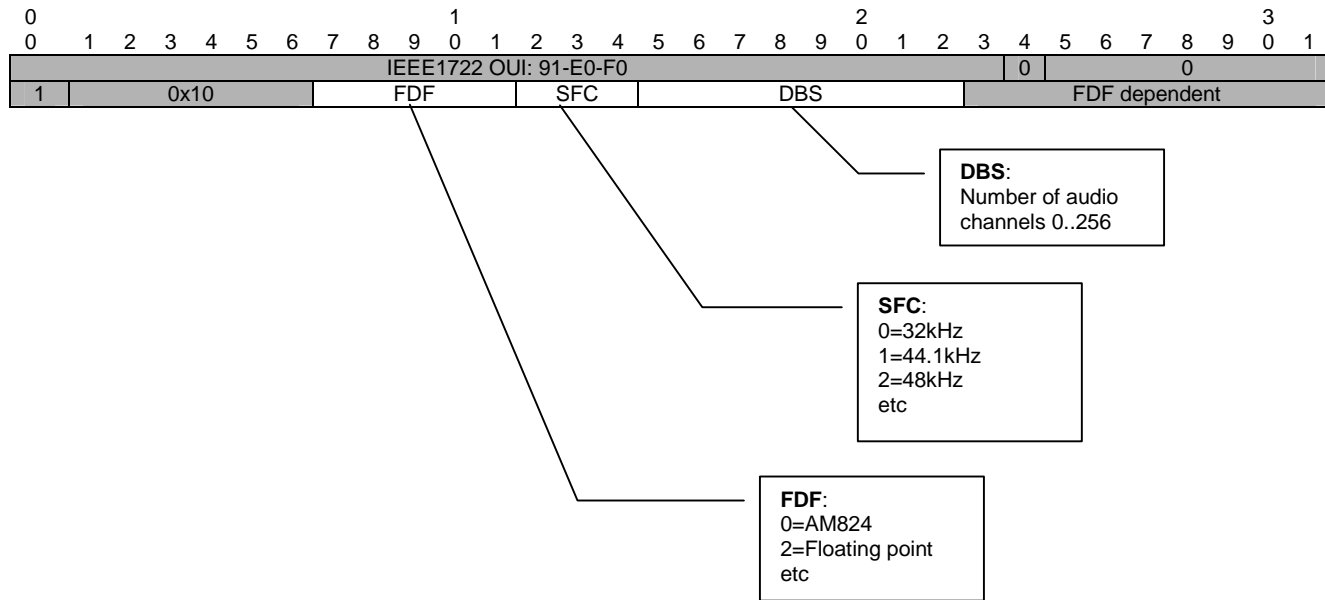 0 1 2 3
0 1 2 3 4 5 6 7 8 9 0 1 2 3 4 5 6 7 8 9 0 1 2 3 4 5 6 7 8 9 0 1
IEEE1722 OUI: 91-E0-F0 0 0
1 0x10 FDF SFC DBS FDF dependent
DBS:
Number of audio
channels 0..256
SFC:
0=32kHz
1=44.1kHz
2=48kHz
etc
FDF:
0=AM824
2=Floating point
etc